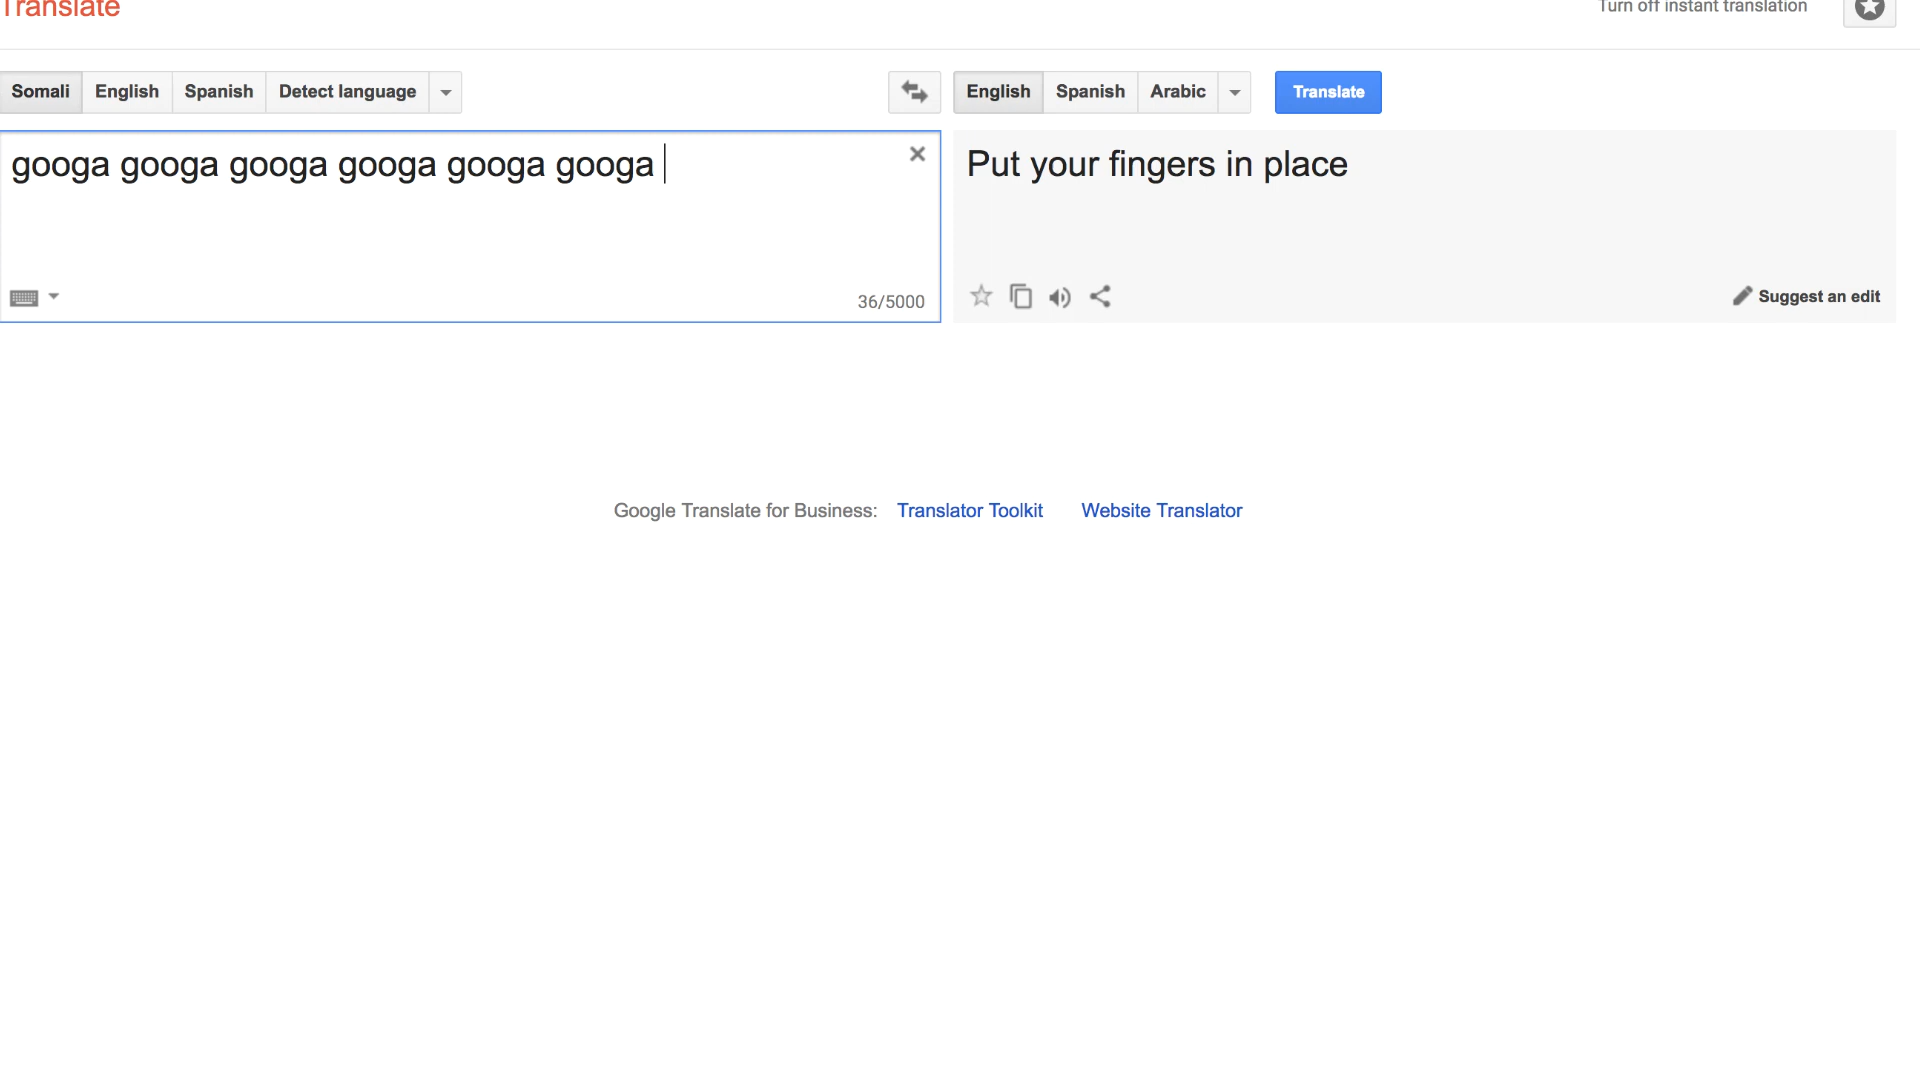 Translate
Turn off instant translation
Somali English Spanish Detect language
English Spanish Arabic
Translate
googa googa googa googa googa googa
36/5000
Put your fingers in place
Suggest an edit
Google Translate for Business: Translator Toolkit Website Translator